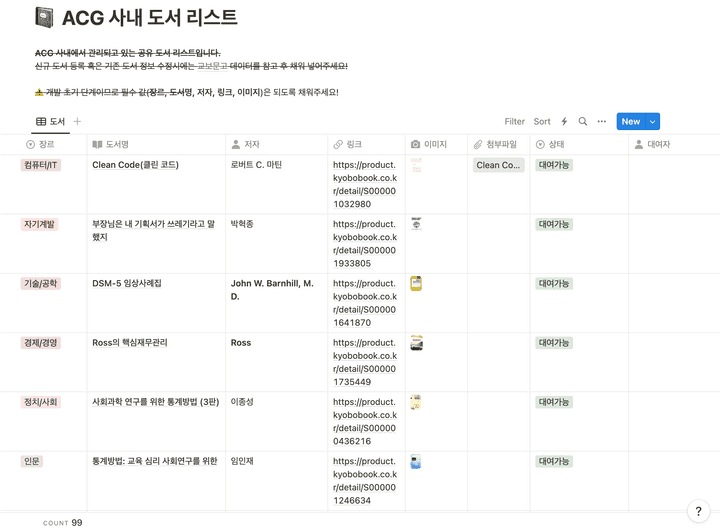 ACG 사내 도서 리스트
ACG 사내에서 관리되고 있는 공유 도서 리스트입니다.
신규 도서 등록 혹은 기존 도서 정보 수정시에는 교보문고 데이터를 참고 후 채워 넣어주세요!
⚠️ 개발 초기 단계이므로 필수 값(장르, 도서명, 저자, 링크, 이미지)은 되도록 채워주세요!
도서 Filter Sort New
장르 도서명 저자 링크 이미지 첨부파일 상태 대여자
컴퓨터/IT Clean Code(클린 코드) 로버트 C. 마틴 https://product. Clean Co... 대여가능
kyobobook.co.k
r/detail/S00000
1032980
자기계발 부장님은 내 기획서가 쓰레기라고 말 박혁종 https://product. 대여가능
했지 kyobobook.co.k
r/detail/S00000
1933805
기술/공학 DSM-5 임상사례집 John W. Barnhill, M. https://product. 대여가능
D. kyobobook.co.k
r/detail/S00000
1641870
경제/경영 Ross의 핵심재무관리 Ross https://product. 대여가능
kyobobook.co.k
r/detail/S00000
1735449
정치/사회 사회과학 연구를 위한 통계방법 (3판) 이종성 https://product. 대여가능
kyobobook.co.k
r/detail/S00000
0436216
인문 통계방법: 교육 심리 사회연구를 위한 임인재 https://product. 대여가능
kyobobook.co.k
r/detail/S00000
1246634
COUNT 99
?